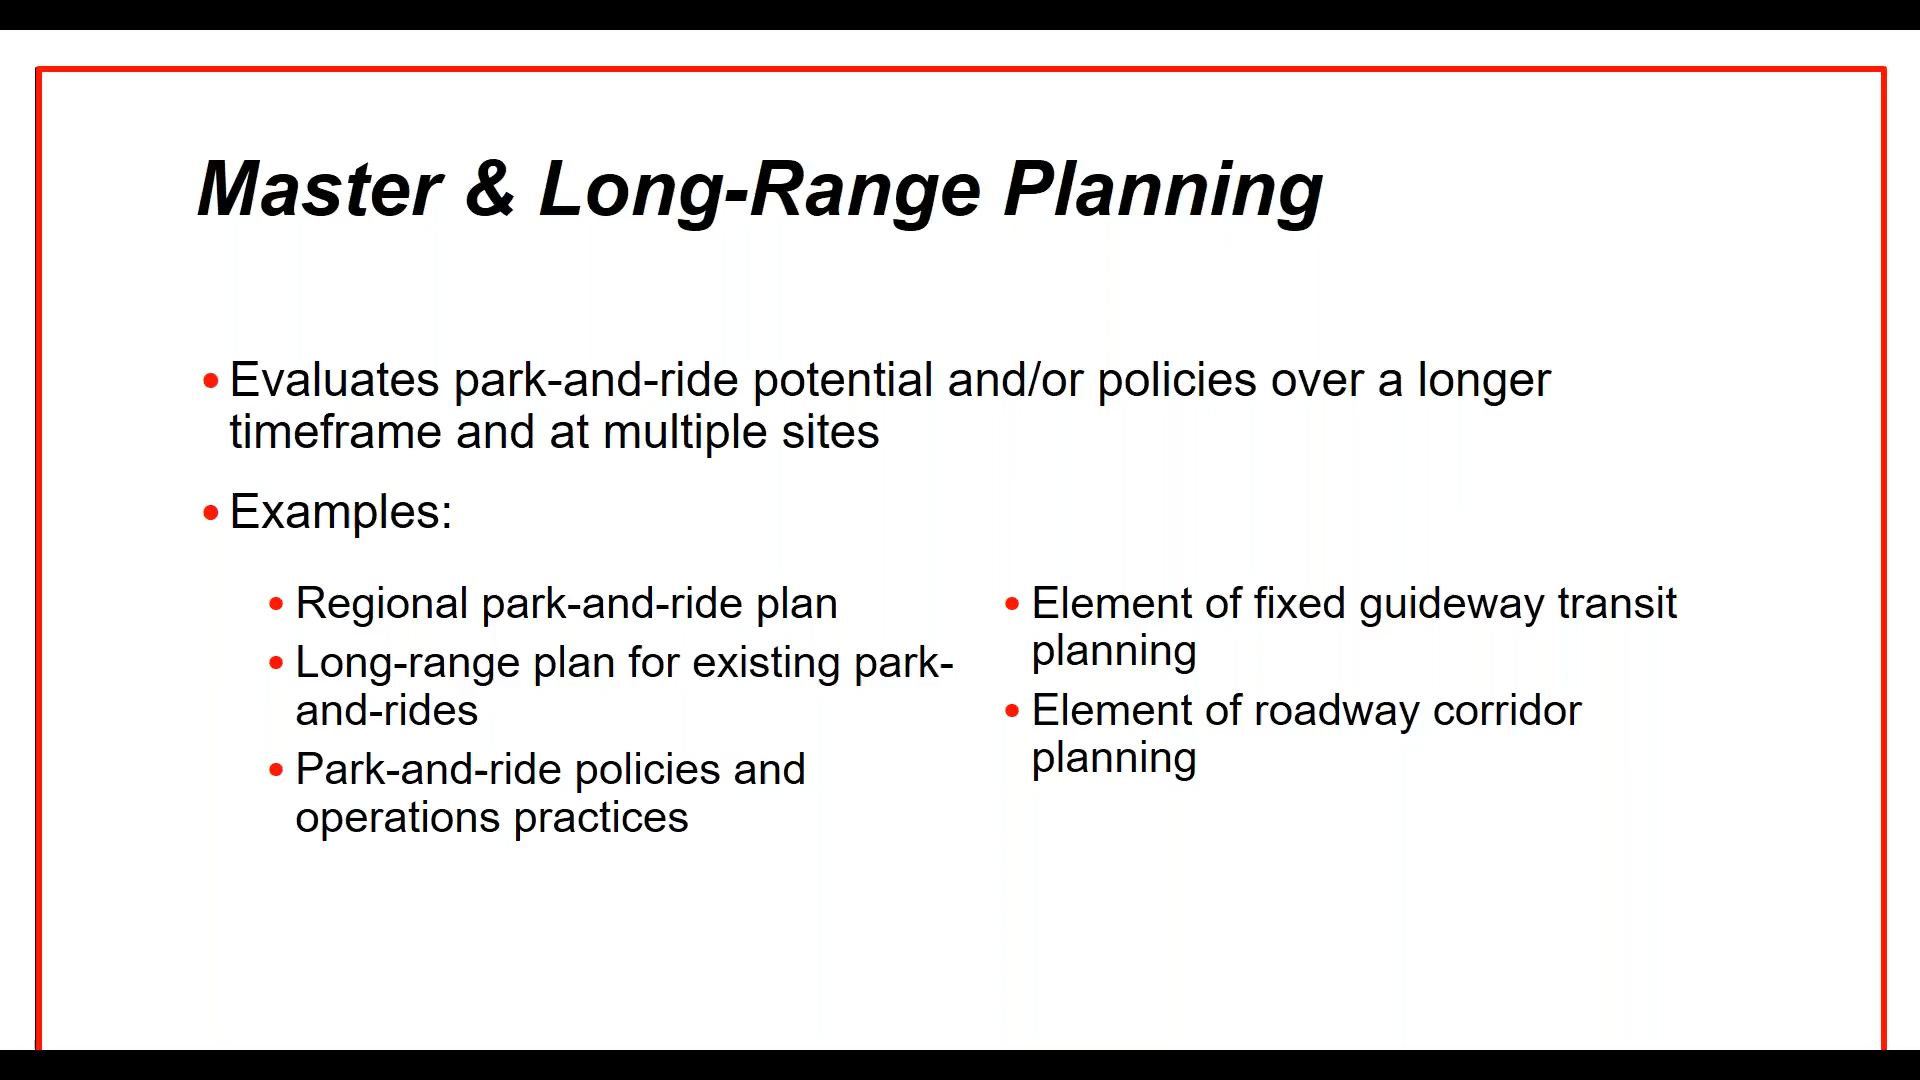 Master & Long-Range Planning
• Evaluates park-and-ride potential and/or policies over a longer
timeframe and at multiple sites
• Examples:
• Regional park-and-ride plan
• Long-range plan for existing park-
and-rides
• Park-and-ride policies and
operations practices
• Element of fixed guideway transit
planning
• Element of roadway corridor
planning